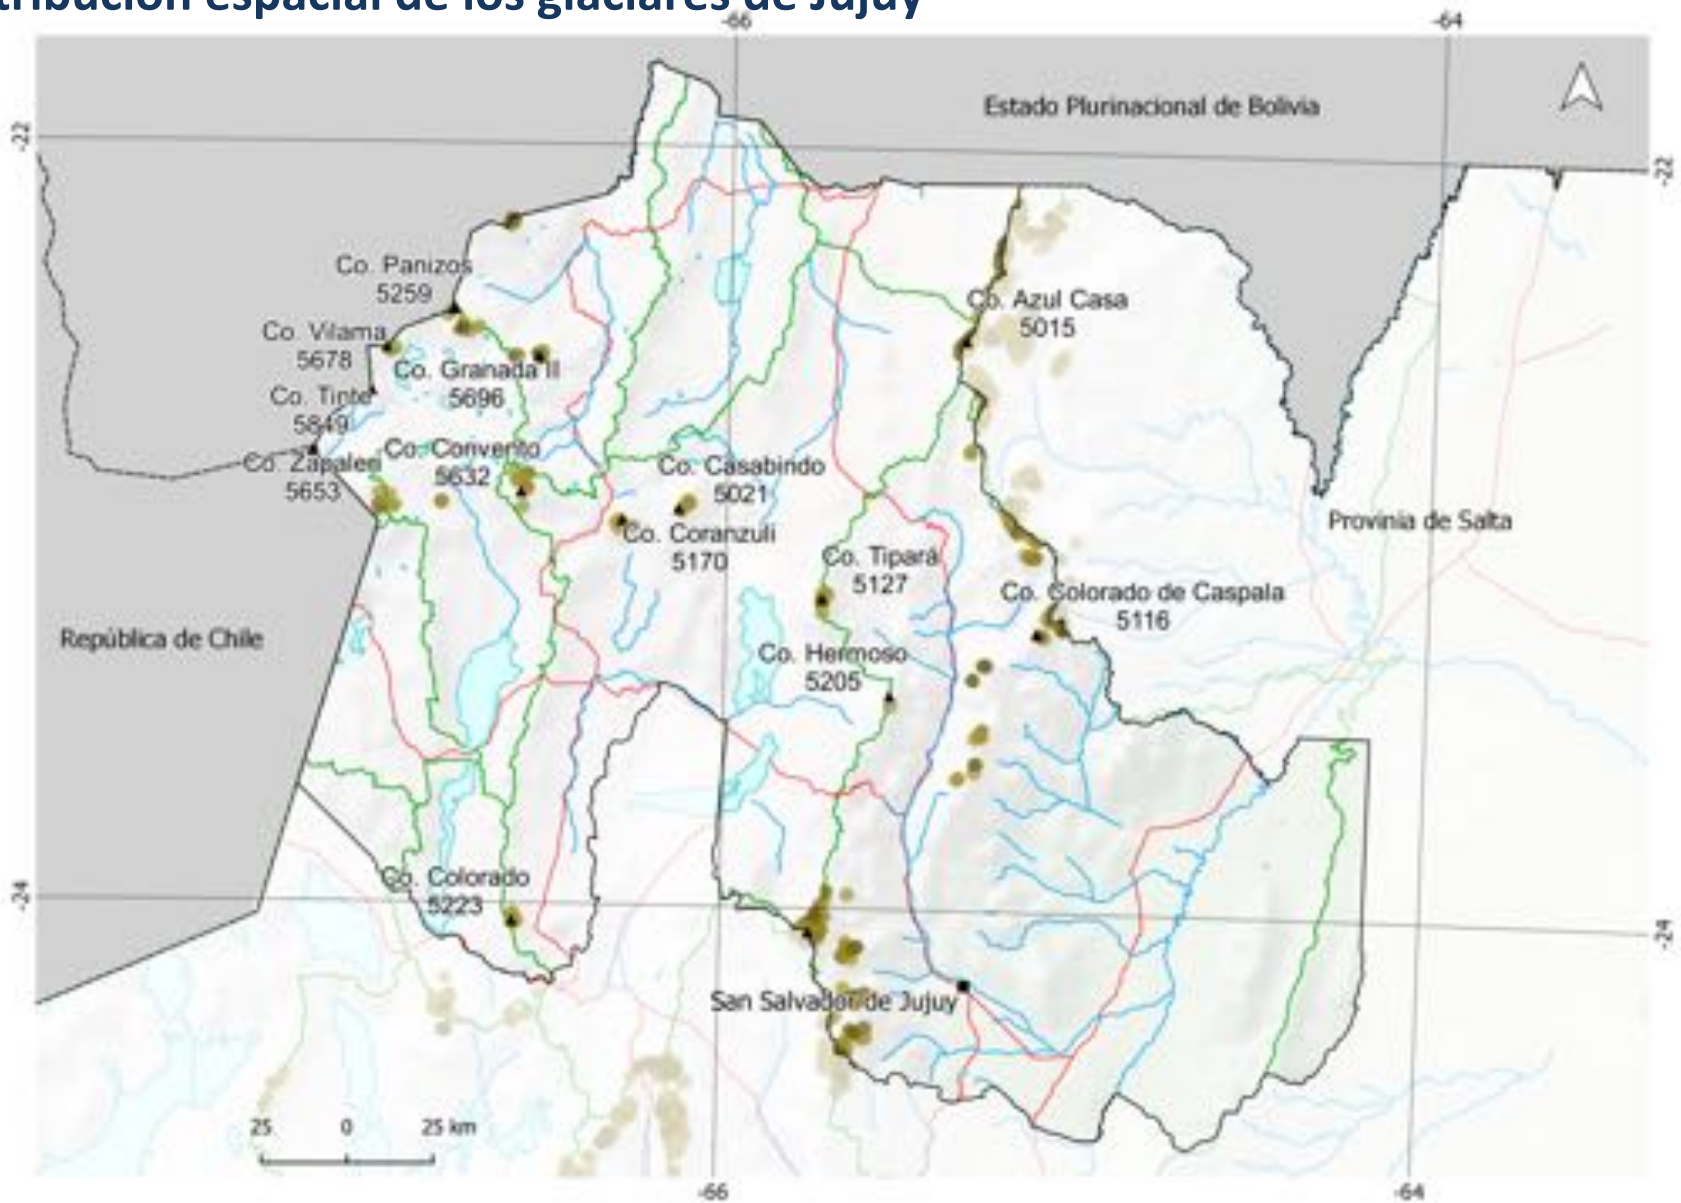 tribución espacial de los glaciares de Jujuy
-66
-64
Estado Plurinacional de Bolivia
-22
-22
Co. Panizos
5259
Co. Azul Casa
5015
Co. Vilama
5678
Co. Granada II
5696
Co. Tinte
5849
Co. Convento
5632
Co. Zapaleri
5653
Co. Casabindo
5021
Provinia de Salta
Co. Coranzuli
5170
Co. Tipará
5127
Co. Colorado de Caspala
5116
República de Chile
Co. Hermoso
5205
Co. Colorado
5223
-24
-24
San Salvador de Jujuy
25 0 25 km
-66
-64